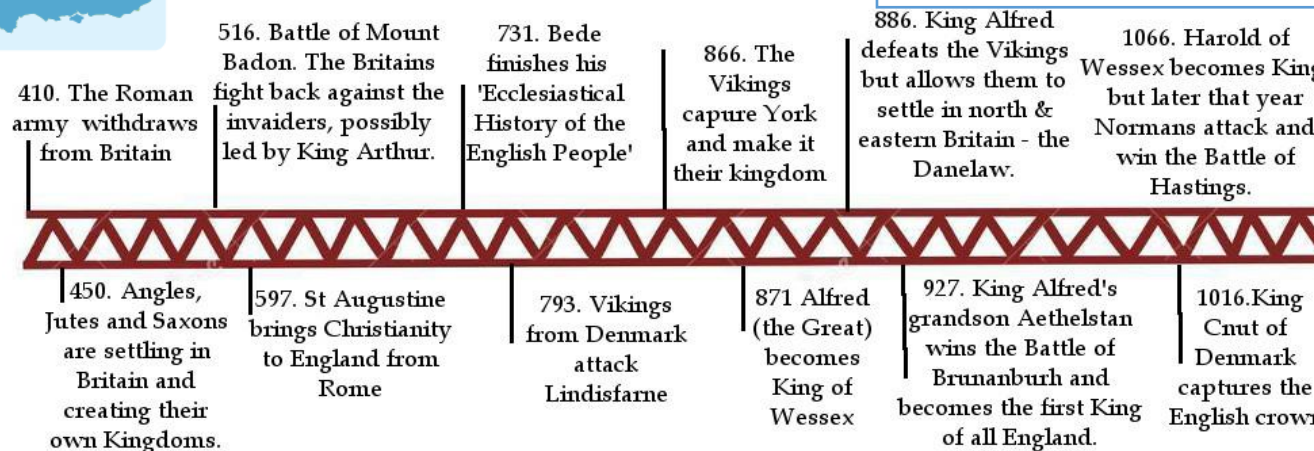 410. The Roman
army withdraws
from Britain
516. Battle of Mount
Badon. The Britains
fight back against the
invaiders, possibly
led by King Arthur.
731. Bede
finishes his
'Ecclesiastical
History of the
English People'
866. The
Vikings
capure York
and make it
their kingdom
886. King Alfred
defeats the Vikings
but allows them to
settle in north &
eastern Britain - the
Danelaw.
1066. Harold of
Wessex becomes King
but later that year
Normans attack and
win the Battle of
Hastings.
450. Angles,
Jutes and Saxons
are settling in
Britain and
creating their
own Kingdoms.
597. St Augustine
brings Christianity
to England from
Rome
793. Vikings
from Denmark
attack
Lindisfarne
871 Alfred
(the Great)
becomes
King of
Wessex
927. King Alfred's
grandson Aethelstan
wins the Battle of
Brunanburh and
becomes the first King
of all England.
1016.King
Cnut of
Denmark
captures the
English crown